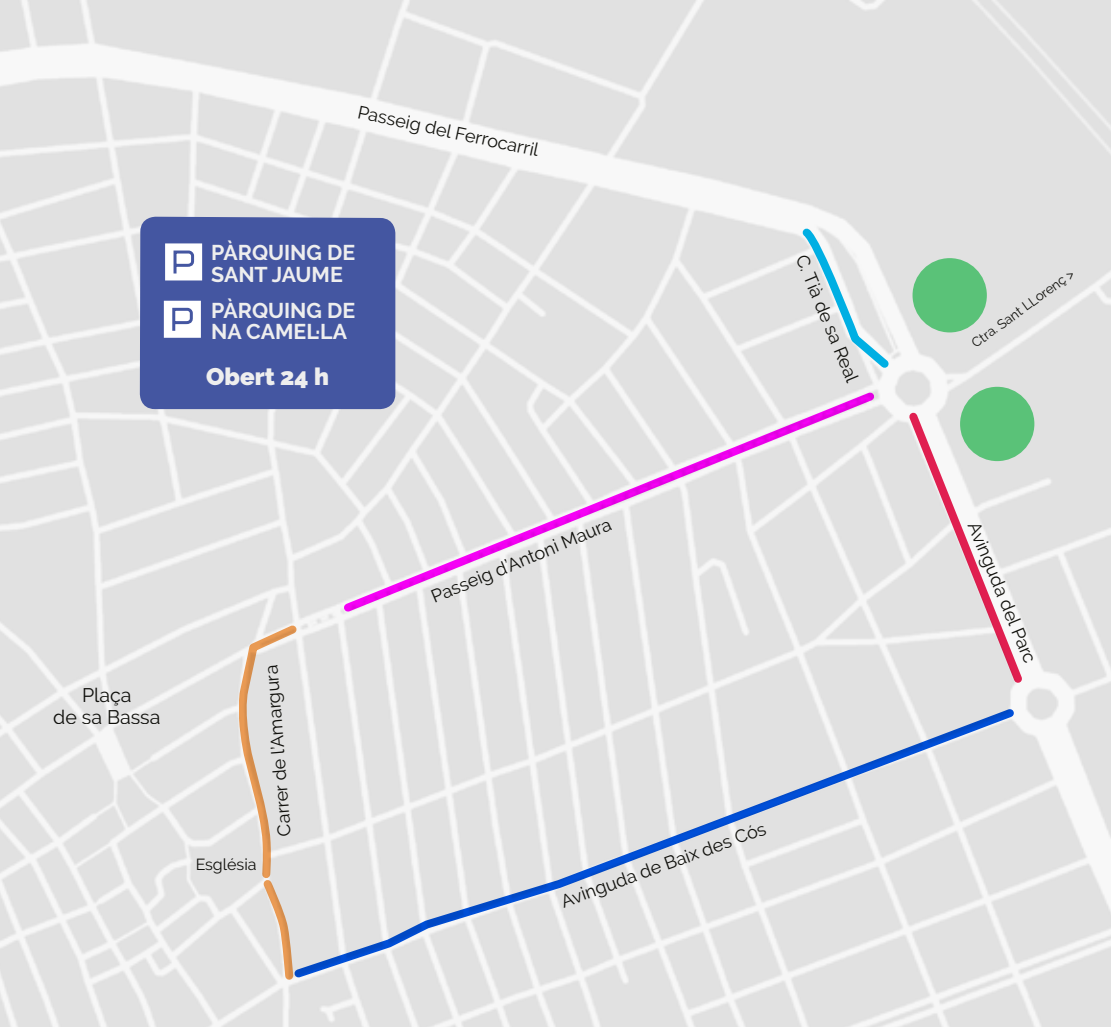 Passeig del Ferrocarril
P PÀRQUING DE
SANT JAUME
P PÀRQUING DE
NA CAMEL·LA
Obert 24 h
C. Tià de sa Real
Ctra. Sant LLorenç >
Passeig d'Antoni Maura
Avinguda del Parc
Plaça
de sa Bassa
Carrer de l'Amargura
Església
Avinguda de Baix des Cós